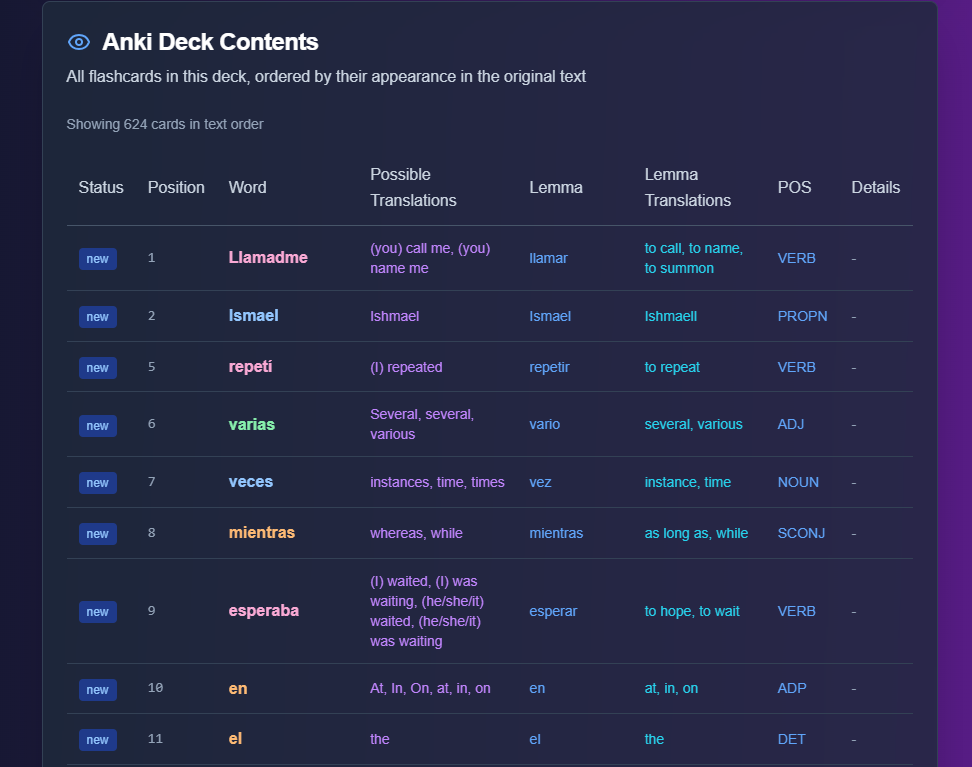 Anki Deck Contents
All flashcards in this deck, ordered by their appearance in the original text
Showing 624 cards in text order
Status Position Word Possible Translations Lemma Lemma Translations POS Details
new 1 Llamadme (you) call me, (you) name me llamar to call, to name, to summon VERB -
new 2 Ismael Ishmael Ismael Ishmaell PROPN -
new 5 repetí (I) repeated repetir to repeat VERB -
new 6 varias Several, several, various vario several, various ADJ -
new 7 veces instances, time, times vez instance, time NOUN -
new 8 mientras whereas, while mientras as long as, while SCONJ -
new 9 esperaba (I) waited, (I) was waiting, (he/she/it) waited, (he/she/it) was waiting esperar to hope, to wait VERB -
new 10 en At, In, On, at, in, on en at, in, on ADP -
new 11 el the el the DET -